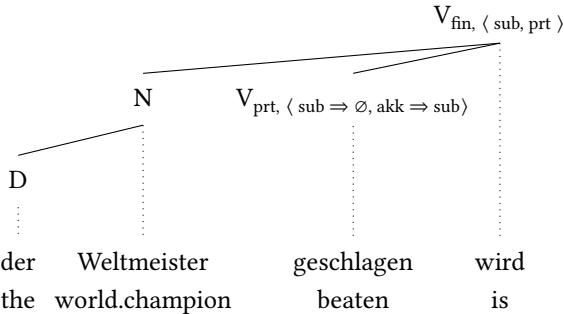 V_fin, ⟨ sub, prt ⟩
N V_prt, ⟨ sub ⇒ ∅, akk ⇒ sub⟩
D
der Weltmeister geschlagen wird
the world.champion beaten is